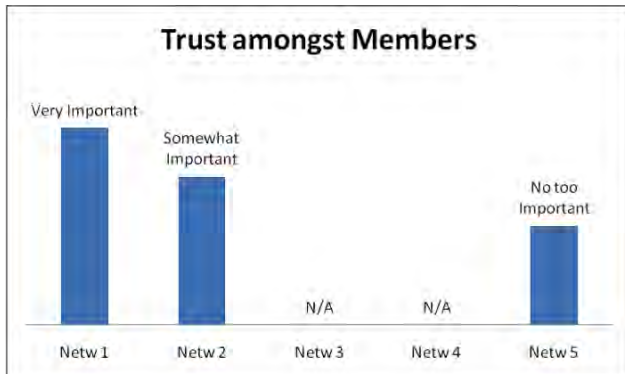 Trust amongst Members
Very Important
Somewhat
Important
No too
Important
N/A
N/A
Netw 1
Netw 2
Netw 3
Netw 4
Netw 5